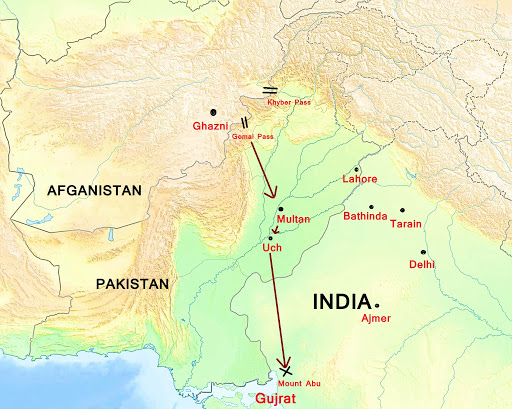 Khyber Pass
Ghazni
Gomal Pass
Lahore
AFGANISTAN
Multan
Bathinda
Tarain
Uch
Delhi
PAKISTAN
INDIA
Ajmer
Mount Abu
Gujrat